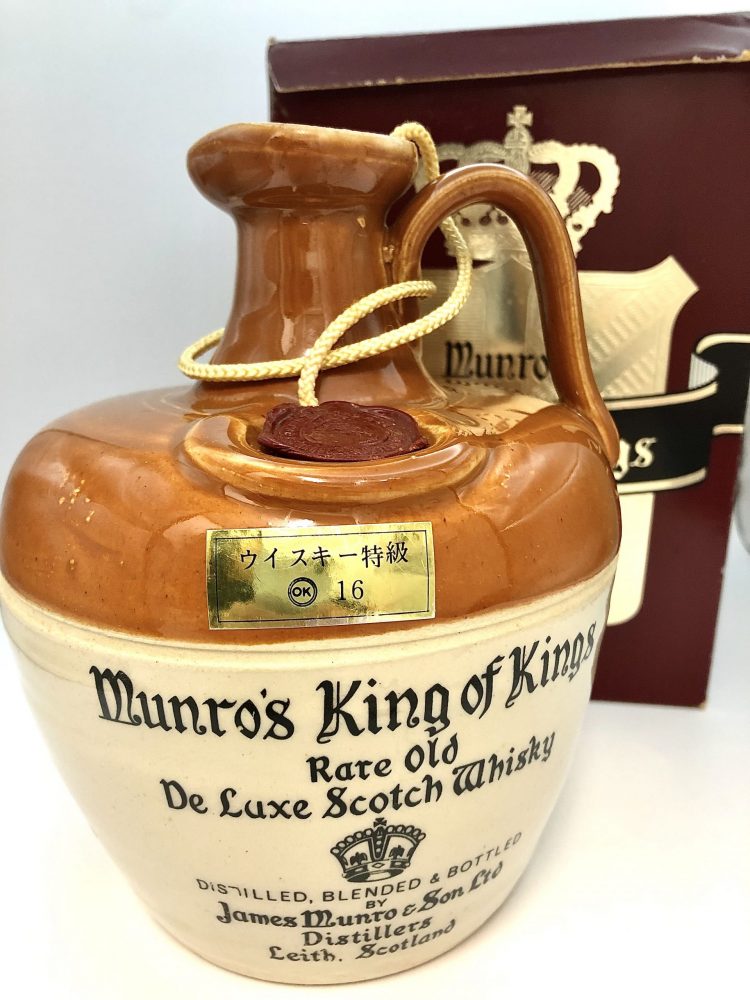 Munro
gs
ウイスキー特級
OK 16
Munro's King of Kings
Rare Old
De Luxe Scotch Whisky
DISTILLED, BLENDED & BOTTLED
BY
James Munro & Son Ltd
Distillers
Leith. Scotland